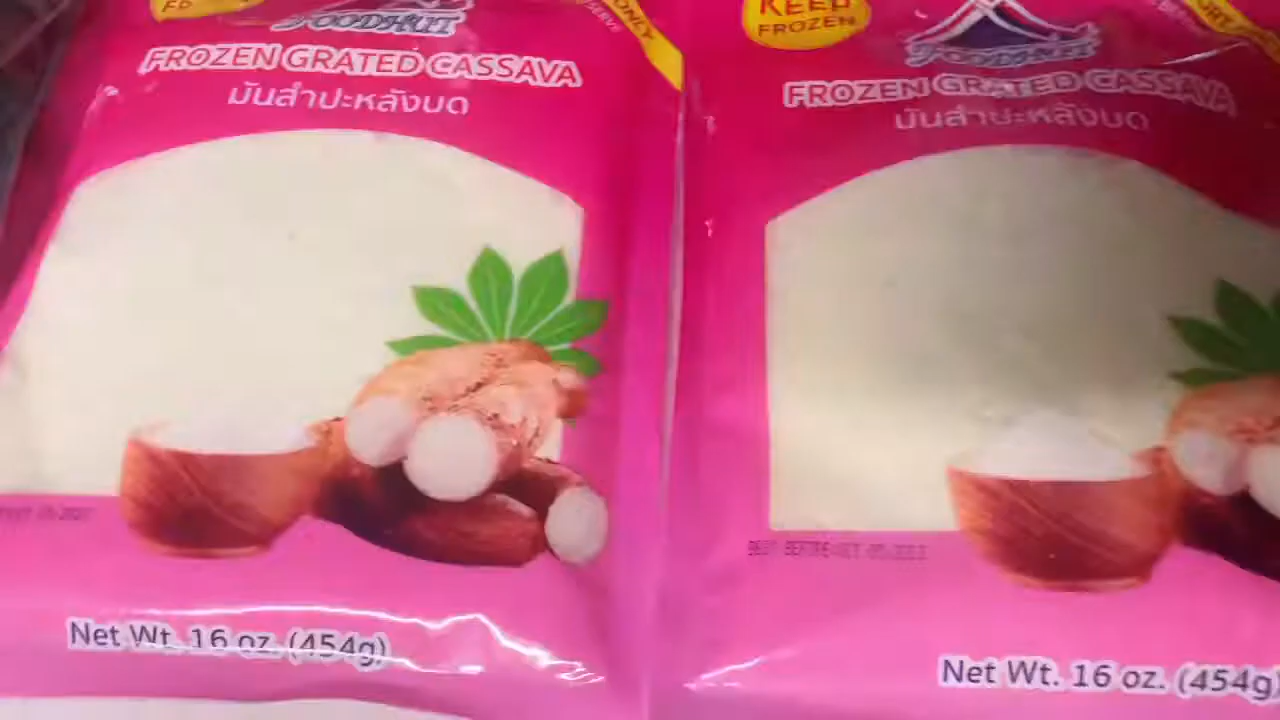 FOODHUT
FROZEN GRATED CASSAVA
มันสำปะหลังบด
Net Wt. 16 oz. (454g)
KEEP
FROZEN
FOODHUT
FROZEN GRATED CASSAVA
มันสำปะหลังบด
Net Wt. 16 oz. (454g)